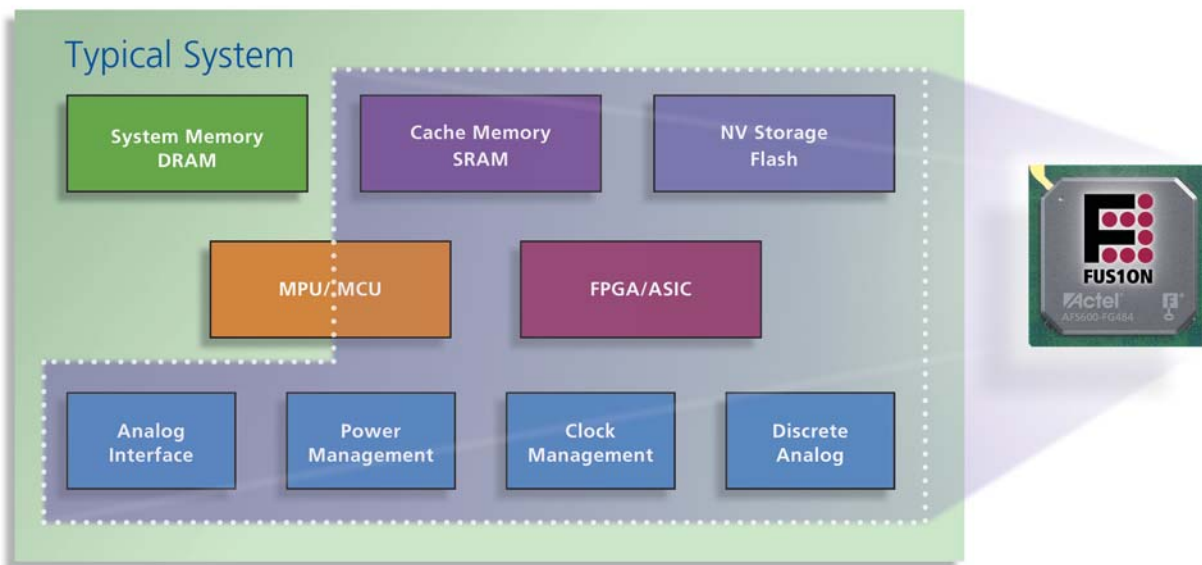 Typical System
System Memory
DRAM
Cache Memory
SRAM
NV Storage
Flash
MPU/MCU
FPGA/ASIC
FUS1ON
Actel
AFS600-FG484
Analog
Interface
Power
Management
Clock
Management
Discrete
Analog